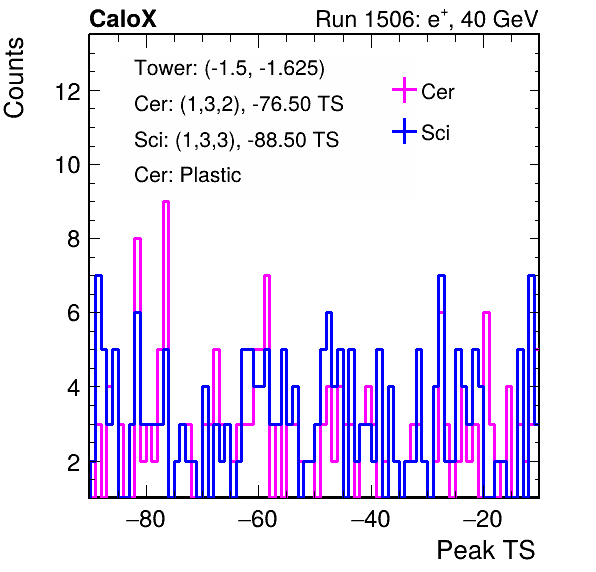 CaloX Run 1506: e⁺, 40 GeV
Counts
Tower: (-1.5, -1.625)
Cer: (1,3,2), -76.50 TS
Sci: (1,3,3), -88.50 TS
Cer: Plastic
Cer
Sci
12
10
8
6
4
2
−80 −60 −40 −20
Peak TS